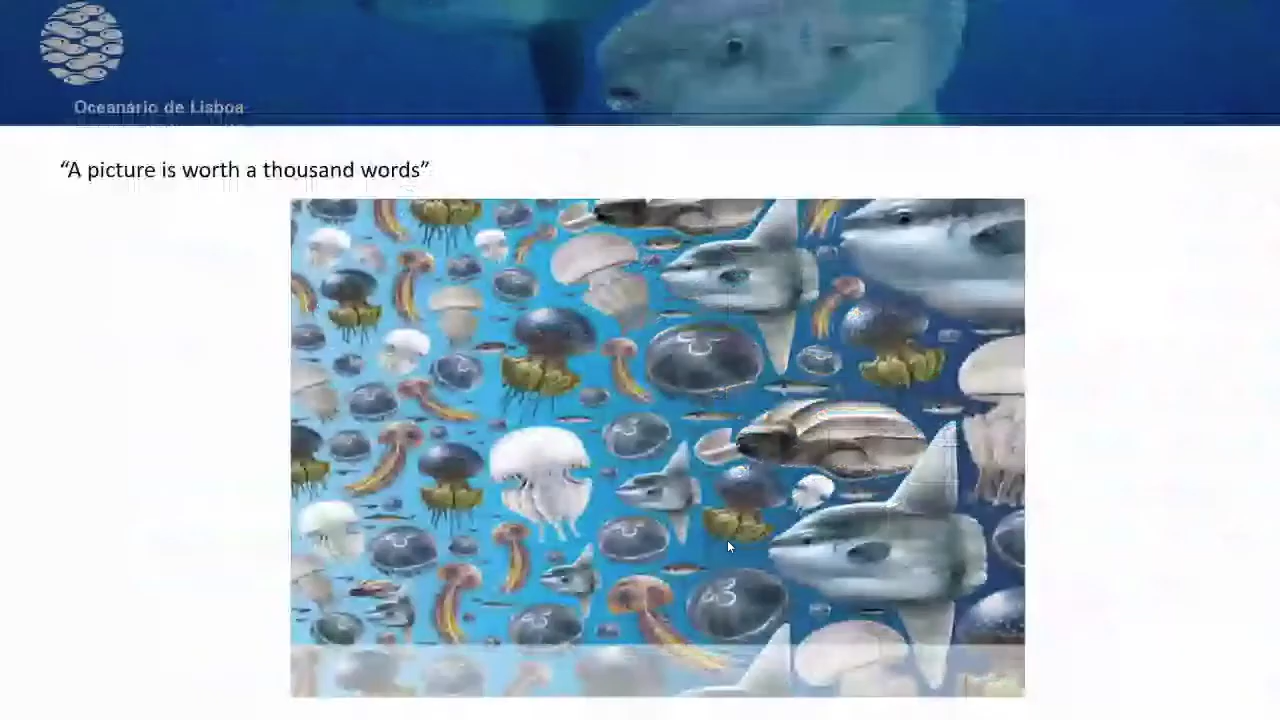 Oceanário de Lisboa
“A picture is worth a thousand words”